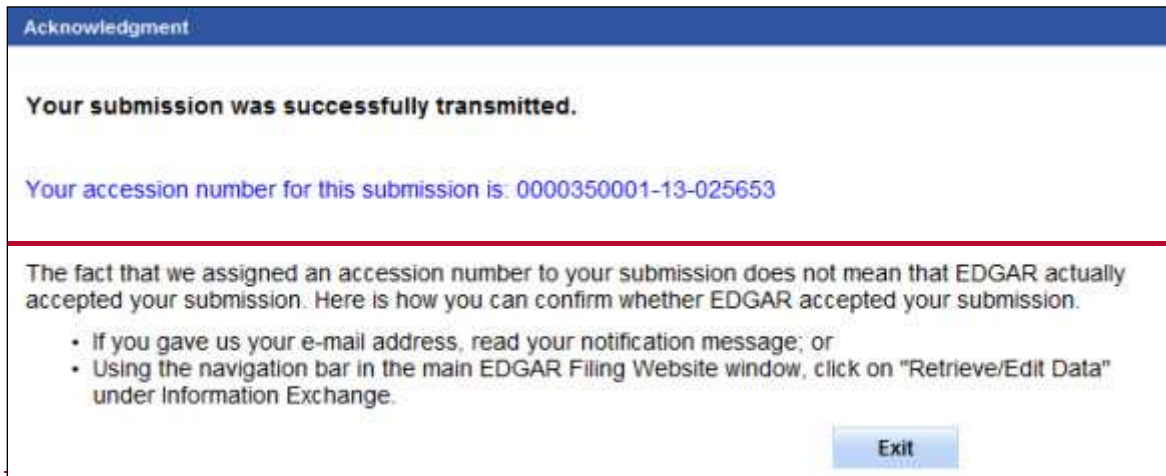 Acknowledgment
Your submission was successfully transmitted.
Your accession number for this submission is: 0000350001-13-025653
The fact that we assigned an accession number to your submission does not mean that EDGAR actually
accepted your submission. Here is how you can confirm whether EDGAR accepted your submission.
• If you gave us your e-mail address, read your notification message; or
• Using the navigation bar in the main EDGAR Filing Website window, click on "Retrieve/Edit Data"
under Information Exchange.
Exit